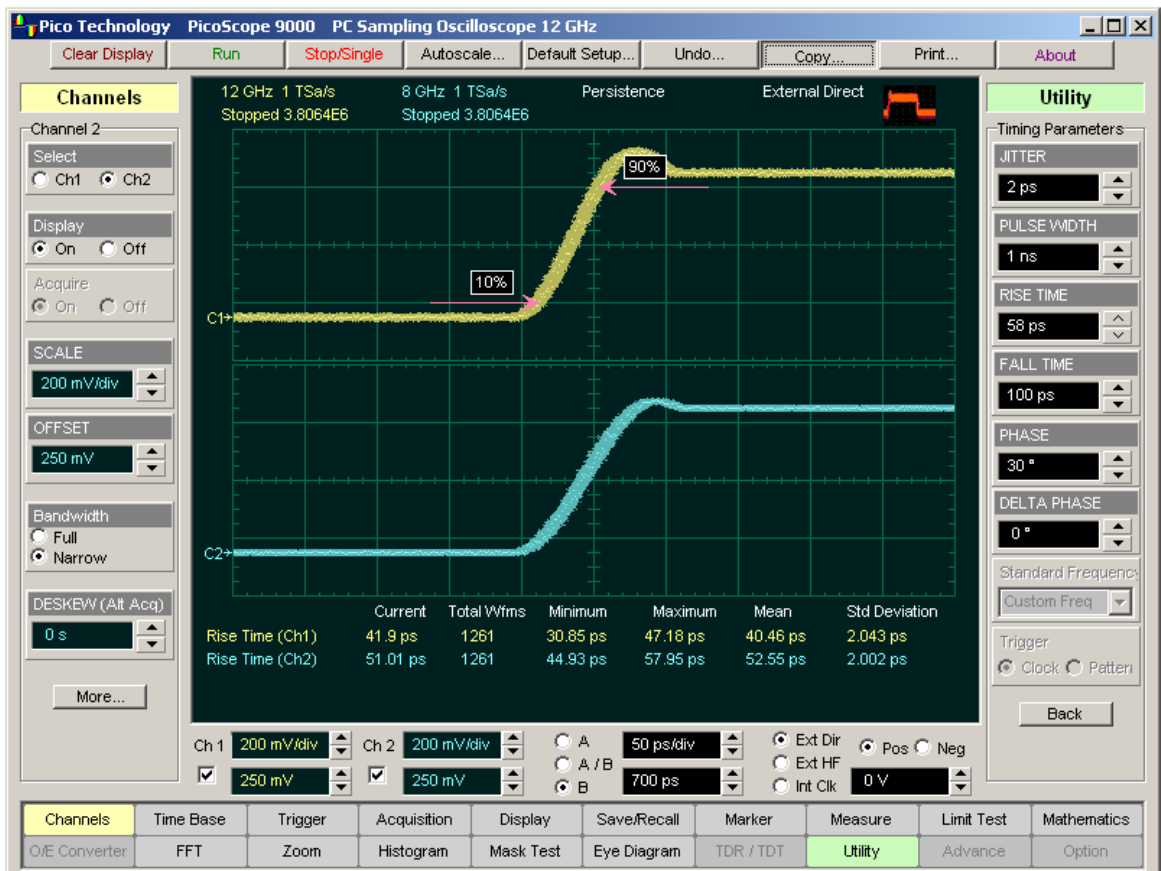 Pico Technology PicoScope 9000 PC Sampling Oscilloscope 12 GHz
Clear Display Run Stop/Single Autoscale... Default Setup... Undo... Copy... Print... About
Channels
Channel 2
Select
Ch1 Ch2
Display
On Off
Acquire
On Off
SCALE
200 mV/div
OFFSET
250 mV
Bandwidth
Full
Narrow
DESKEW (Alt Acq)
0 s
More...
12 GHz 1 TSa/s 8 GHz 1 TSa/s Persistence External Direct
Stopped 3.8064E6 Stopped 3.8064E6
90%
10%
C1
C2
Current Total Wfms Minimum Maximum Mean Std Deviation
Rise Time (Ch1) 41.9 ps 1261 30.85 ps 47.18 ps 40.46 ps 2.043 ps
Rise Time (Ch2) 51.01 ps 1261 44.93 ps 57.95 ps 52.55 ps 2.002 ps
Utility
Timing Parameters
JITTER
2 ps
PULSE WIDTH
1 ns
RISE TIME
58 ps
FALL TIME
100 ps
PHASE
30 °
DELTA PHASE
0 °
Standard Frequency
Custom Freq
Trigger
Clock Pattern
Back
Ch 1 200 mV/div Ch 2 200 mV/div A 50 ps/div Ext Dir Pos Neg
A / B Ext HF
250 mV 250 mV B 700 ps Int Clk 0 V
Channels Time Base Trigger Acquisition Display Save/Recall Marker Measure Limit Test Mathematics
O/E Converter FFT Zoom Histogram Mask Test Eye Diagram TDR / TDT Utility Advance Option